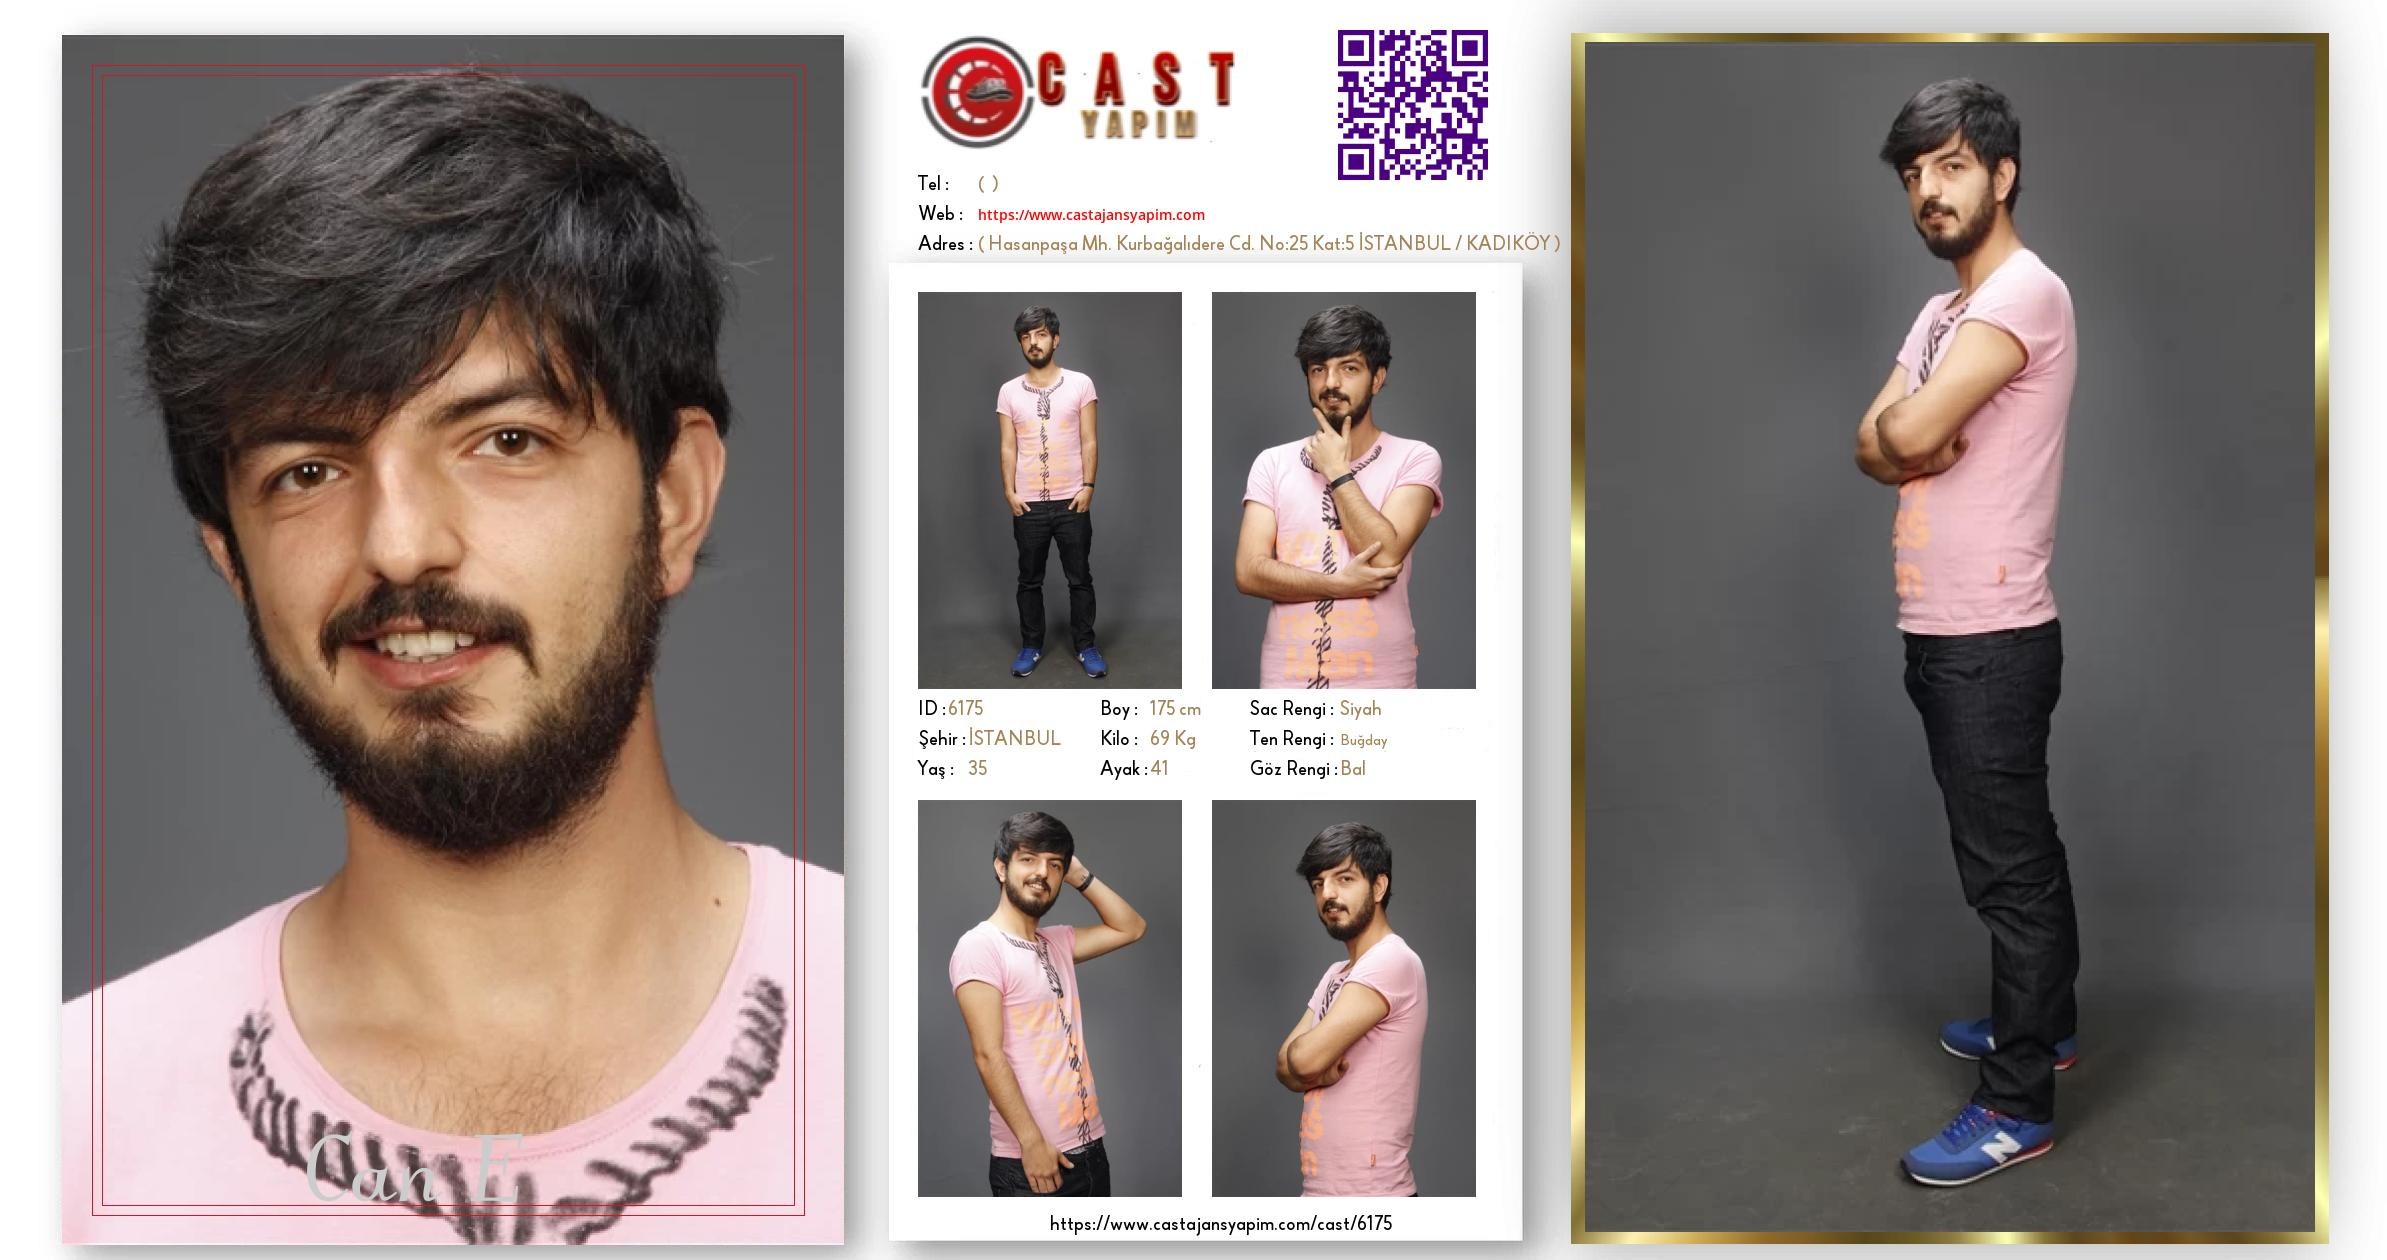 Can E
CAST
YAPIM
Tel : ( )
Web : https://www.castajansyapim.com
Adres : ( Hasanpaşa Mh. Kurbağalıdere Cd. No:25 Kat:5 İSTANBUL / KADIKÖY )
ID : 6175 Boy : 175 cm Sac Rengi : Siyah
Şehir : İSTANBUL Kilo : 69 Kg Ten Rengi : Buğday
Yaş : 35 Ayak : 41 Göz Rengi : Bal
https://www.castajansyapim.com/cast/6175
N